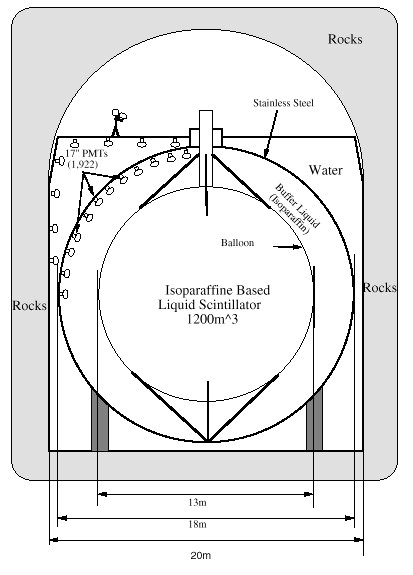 Rocks
Stainless Steel
17" PMTs
(1,922)
Water
Buffer Liquid
(Isoparaffin)
Balloon
Isoparaffine Based
Liquid Scintillator
1200m^3
Rocks
Rocks
13m
18m
20m